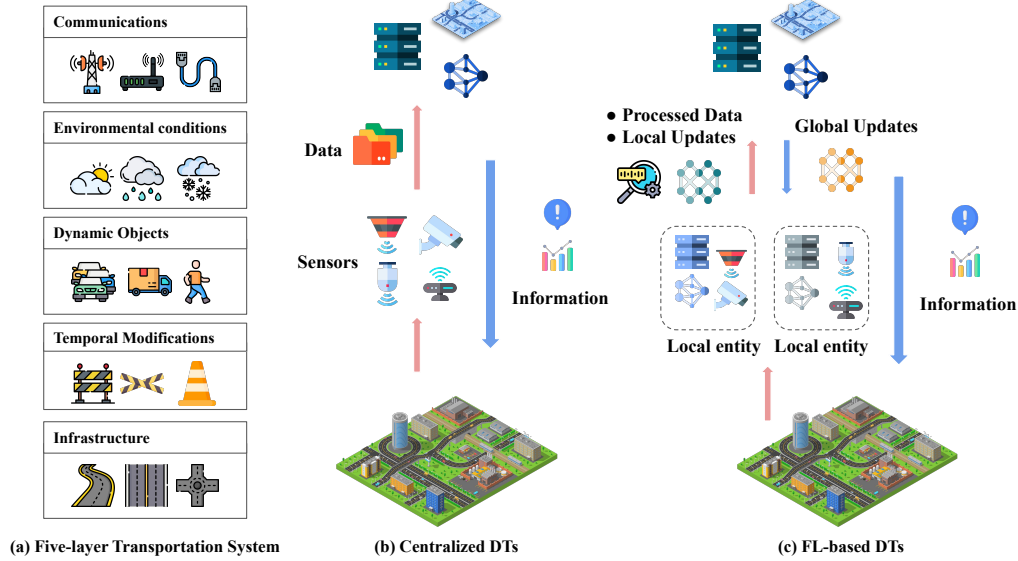 Communications
Environmental conditions
Dynamic Objects
Temporal Modifications
Infrastructure
(a) Five-layer Transportation System
Data
Sensors
Information
(b) Centralized DTs
● Processed Data
● Local Updates
Global Updates
Local entity
Local entity
Information
(c) FL-based DTs